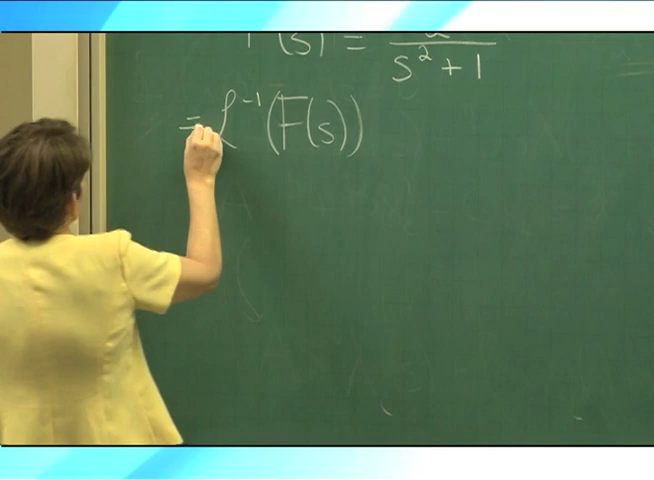 F(s) = / s² + 1
= ℒ⁻¹(F(s))